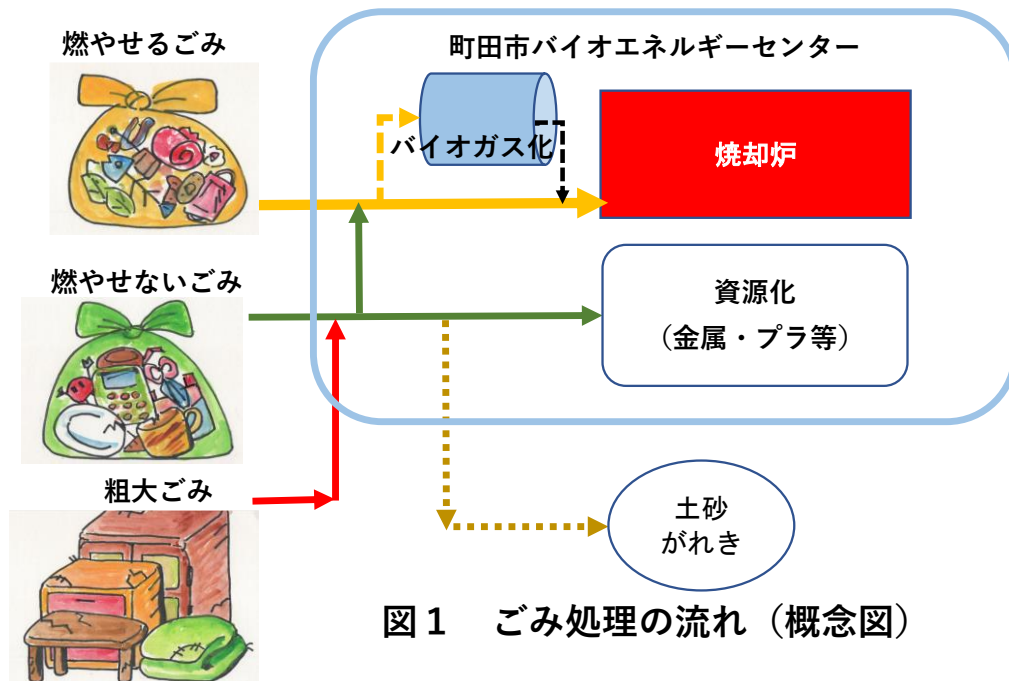 燃やせるごみ
町田市バイオエネルギーセンター
バイオガス化
焼却炉
燃やせないごみ
資源化
（金属・プラ等）
粗大ごみ
土砂
がれき
図１　ごみ処理の流れ（概念図）